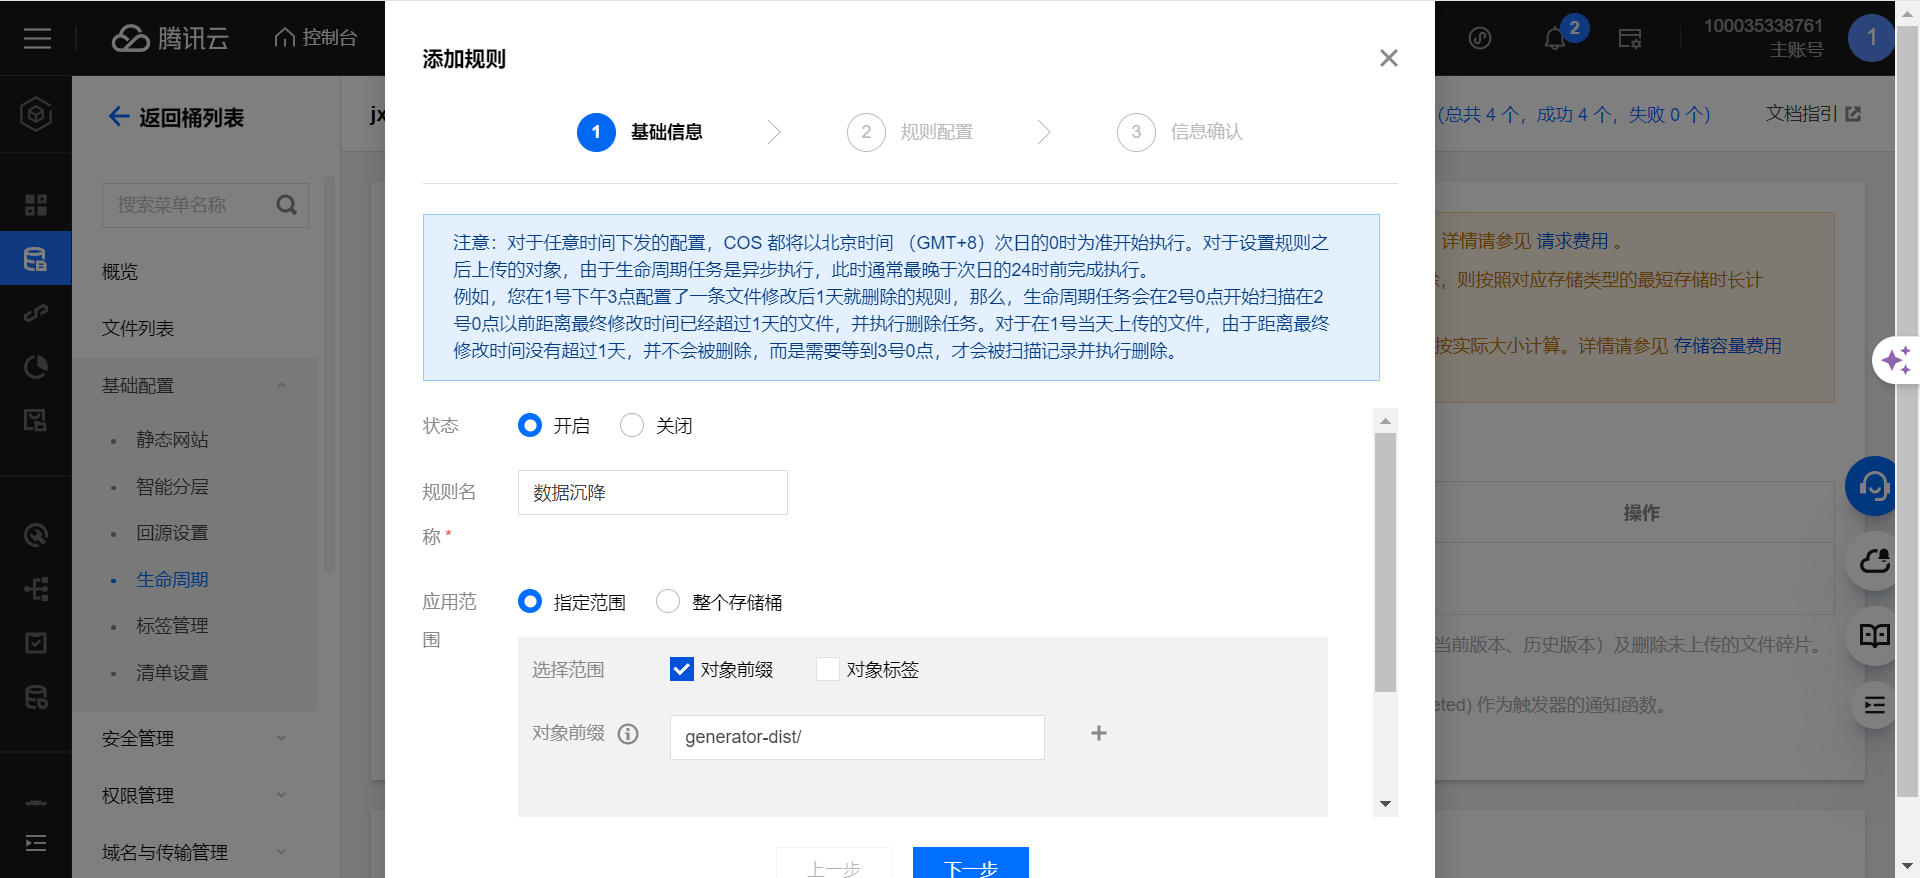 腾讯云
控制台
2
100035338761
主账号
1
返回桶列表
搜索菜单名称
概览
文件列表
基础配置
静态网站
智能分层
回源设置
生命周期
标签管理
清单设置
安全管理
权限管理
域名与传输管理
jx
添加规则
1 基础信息
2 规则配置
3 信息确认
注意：对于任意时间下发的配置，COS 都将以北京时间 （GMT+8）次日的0时为准开始执行。对于设置规则之
后上传的对象，由于生命周期任务是异步执行，此时通常最晚于次日的24时前完成执行。
例如，您在1号下午3点配置了一条文件修改后1天就删除的规则，那么，生命周期任务会在2号0点开始扫描在2
号0点以前距离最终修改时间已经超过1天的文件，并执行删除任务。对于在1号当天上传的文件，由于距离最终
修改时间没有超过1天，并不会被删除，而是需要等到3号0点，才会被扫描记录并执行删除。
状态
开启
关闭
规则名
称 *
数据沉降
应用范
围
指定范围
整个存储桶
选择范围
对象前缀
对象标签
对象前缀
generator-dist/
上一步
下一步
(总共 4 个，成功 4 个，失败 0 个)
文档指引
详情请参见 请求费用 。
，则按照对应存储类型的最短存储时长计
按实际大小计算。详情请参见 存储容量费用
操作
当前版本、历史版本）及删除未上传的文件碎片。
eted) 作为触发器的通知函数。